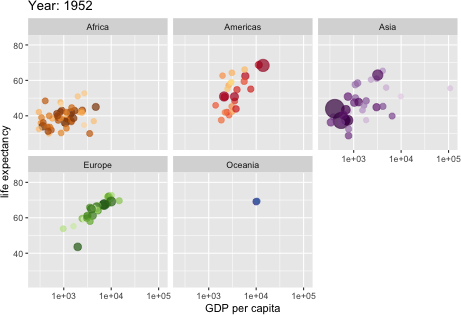 Year: 1952
Africa
Americas
Asia
80
60
40
1e+03 1e+04 1e+05
Europe
Oceania
80
60
40
1e+03 1e+04 1e+05
1e+03 1e+04 1e+05
life expectancy
GDP per capita